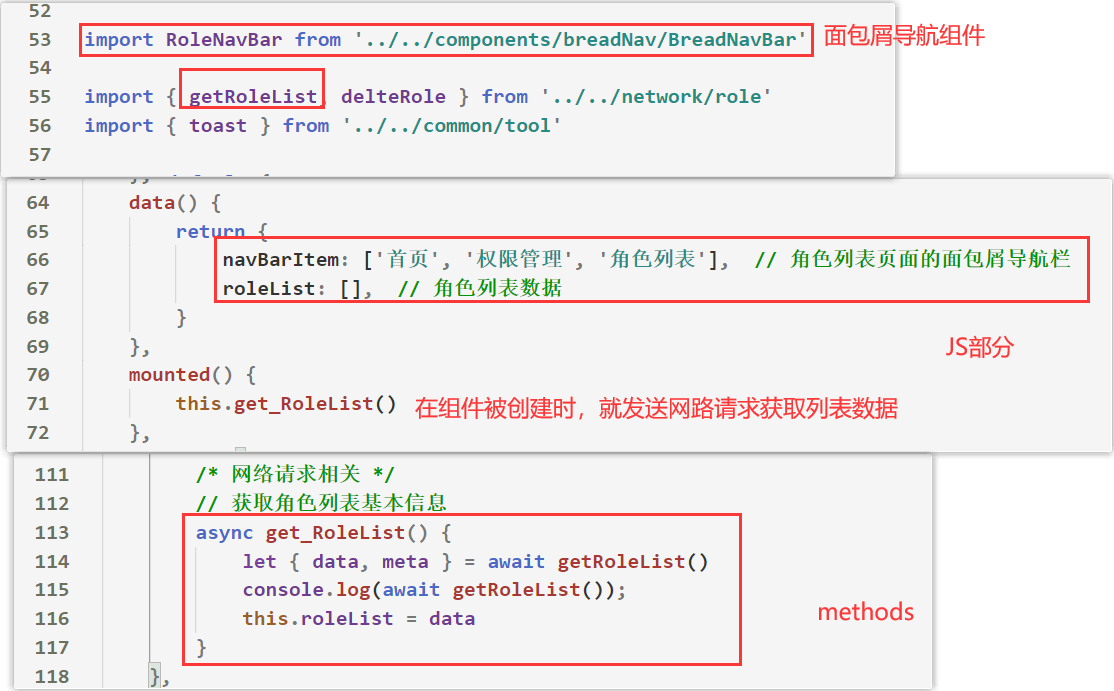 52
53 import RoleNavBar from '../../components/breadNav/BreadNavBar' 面包屑导航组件
54
55 import { getRoleList, delteRole } from '../../network/role'
56 import { toast } from '../../common/tool'
57
64 data() {
65 return {
66 navBarItem: ['首页', '权限管理', '角色列表'], // 角色列表页面的面包屑导航栏
67 roleList: [], // 角色列表数据
68 }
69 }, JS部分
70 mounted() {
71 this.get_RoleList() 在组件被创建时，就发送网路请求获取列表数据
72 },
111 /* 网络请求相关 */
112 // 获取角色列表基本信息
113 async get_RoleList() {
114 let { data, meta } = await getRoleList()
115 console.log(await getRoleList());
116 this.roleList = data methods
117 }
118 },